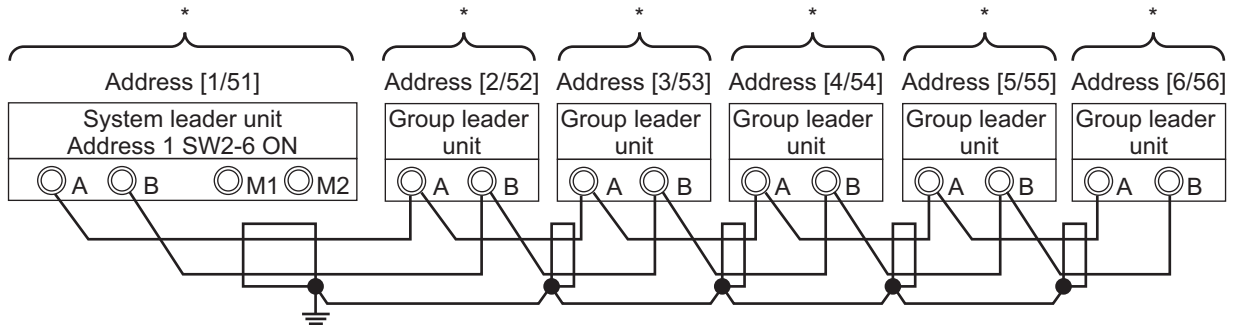 * * * * * *
Address [1/51] Address [2/52] Address [3/53] Address [4/54] Address [5/55] Address [6/56]
System leader unit Group leader Group leader Group leader Group leader Group leader
Address 1 SW2-6 ON unit unit unit unit unit
A B M1 M2 A B A B A B A B A B